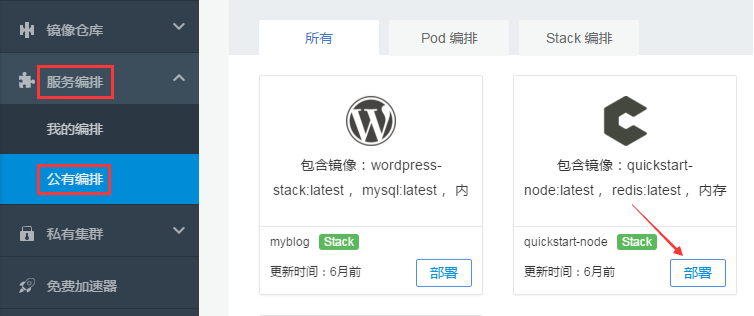 镜像仓库
服务编排
我的编排
公有编排
私有集群
免费加速器
所有
Pod 编排
Stack 编排
包含镜像：wordpress-
stack:latest ，mysql:latest ，内
myblog Stack
更新时间：6月前
部署
包含镜像：quickstart-
node:latest ，redis:latest ，内存
quickstart-node Stack
更新时间：6月前
部署